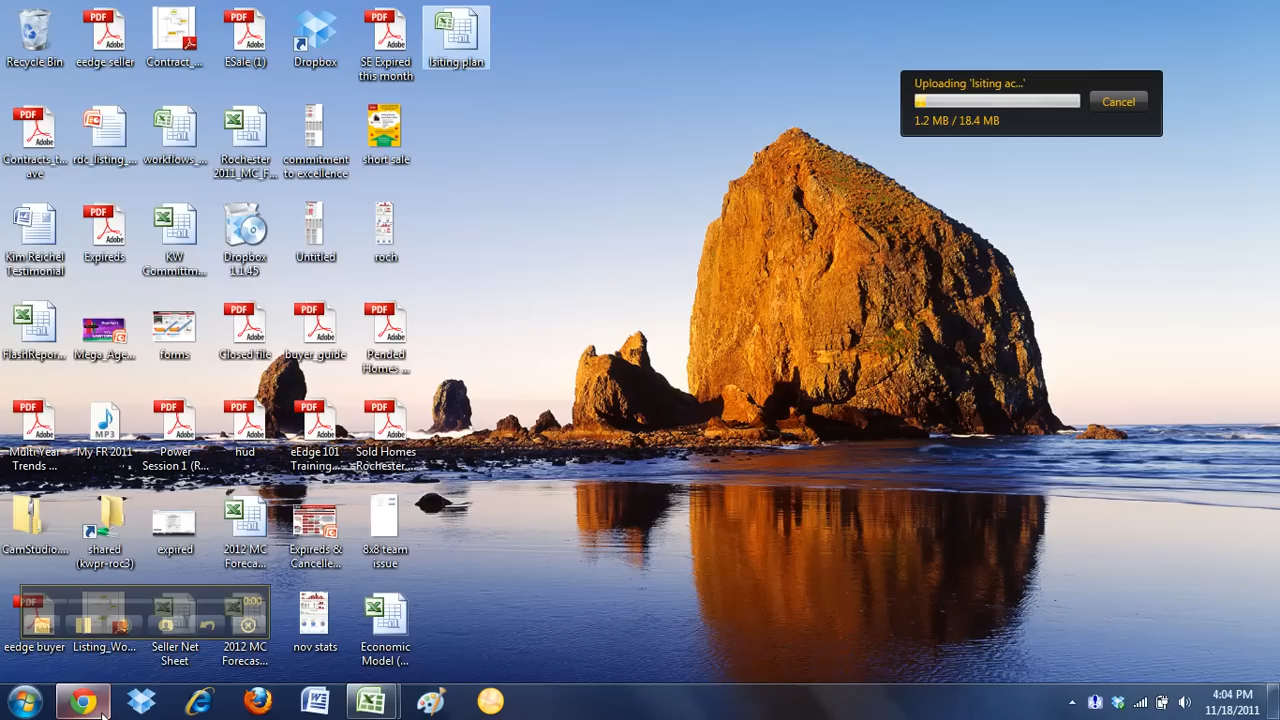 Recycle Bin
eedge seller
Contract_...
ESale (1)
Dropbox
SE Expired
this month
lsiting plan
Uploading 'lsiting ac...'
Cancel
1.2 MB / 18.4 MB
Contracts_t...
ave
rdc_listing_...
workflows_...
Rochester
2011_MC_F...
commitment
to excellence
short sale
Kim Reichel
Testimonial
Expireds
KW
Committm...
Dropbox
1.1.45
Untitled
roch
FlashRepor...
Mega_Age...
forms
Closed file
buyer_guide
Pended
Homes ...
Multi Year
Trends ...
My FR 2011
Power
Session 1 (R...
hud
eEdge 101
Training...
Sold Homes
Rochester...
CamStudio...
shared
(kwpr-roc3)
expired
2012 MC
Foreca...
Expireds &
Cancelle...
8x8 team
issue
0:00
eedge buyer
Listing_Wo...
Seller Net
Sheet
2012 MC
Forecas...
nov stats
Economic
Model (...
4:04 PM
11/18/2011